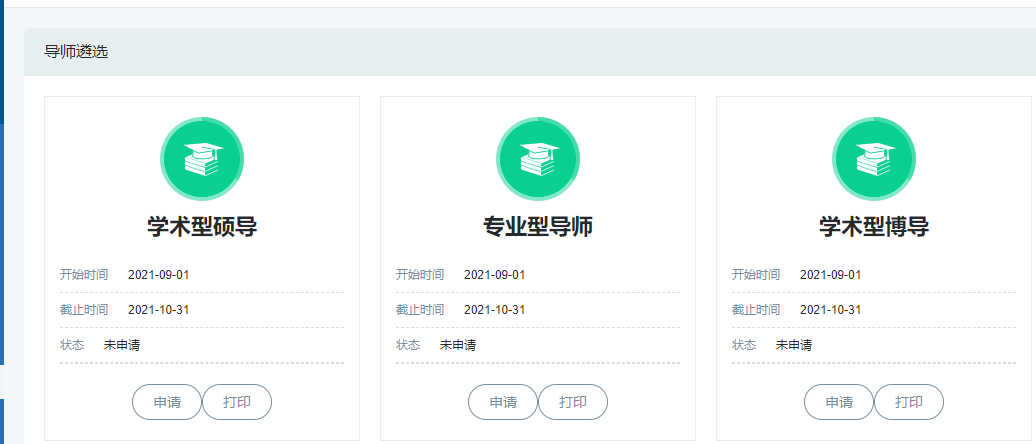 导师遴选
学术型硕导
开始时间 2021-09-01
截止时间 2021-10-31
状态 未申请
申请 打印
专业型导师
开始时间 2021-09-01
截止时间 2021-10-31
状态 未申请
申请 打印
学术型博导
开始时间 2021-09-01
截止时间 2021-10-31
状态 未申请
申请 打印